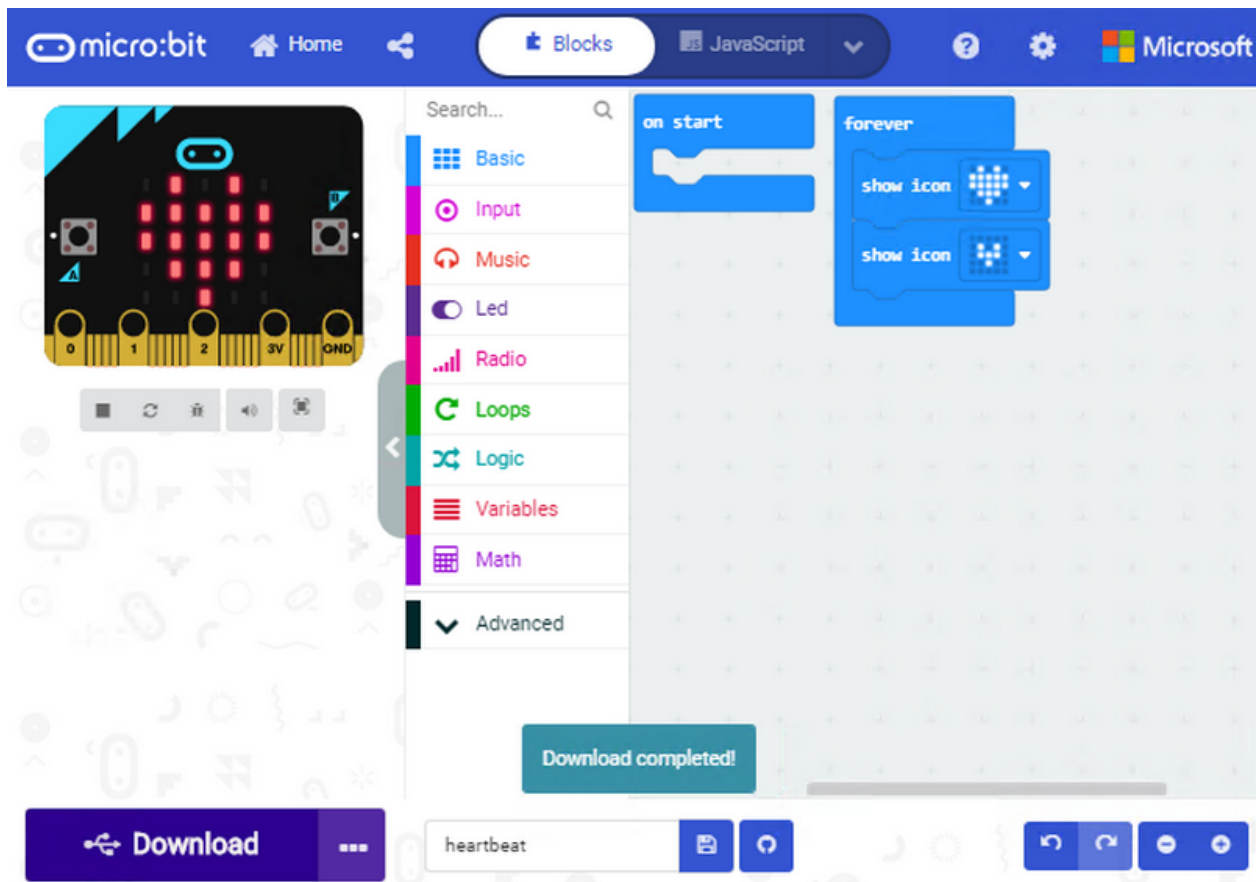 micro:bit Home Blocks JS JavaScript ? Microsoft
Search...
Basic
Input
Music
Led
Radio
Loops
Logic
Variables
Math
Advanced
B
A
0 1 2 3V GND
on start
forever
show icon
show icon
Download completed!
Download ...
heartbeat